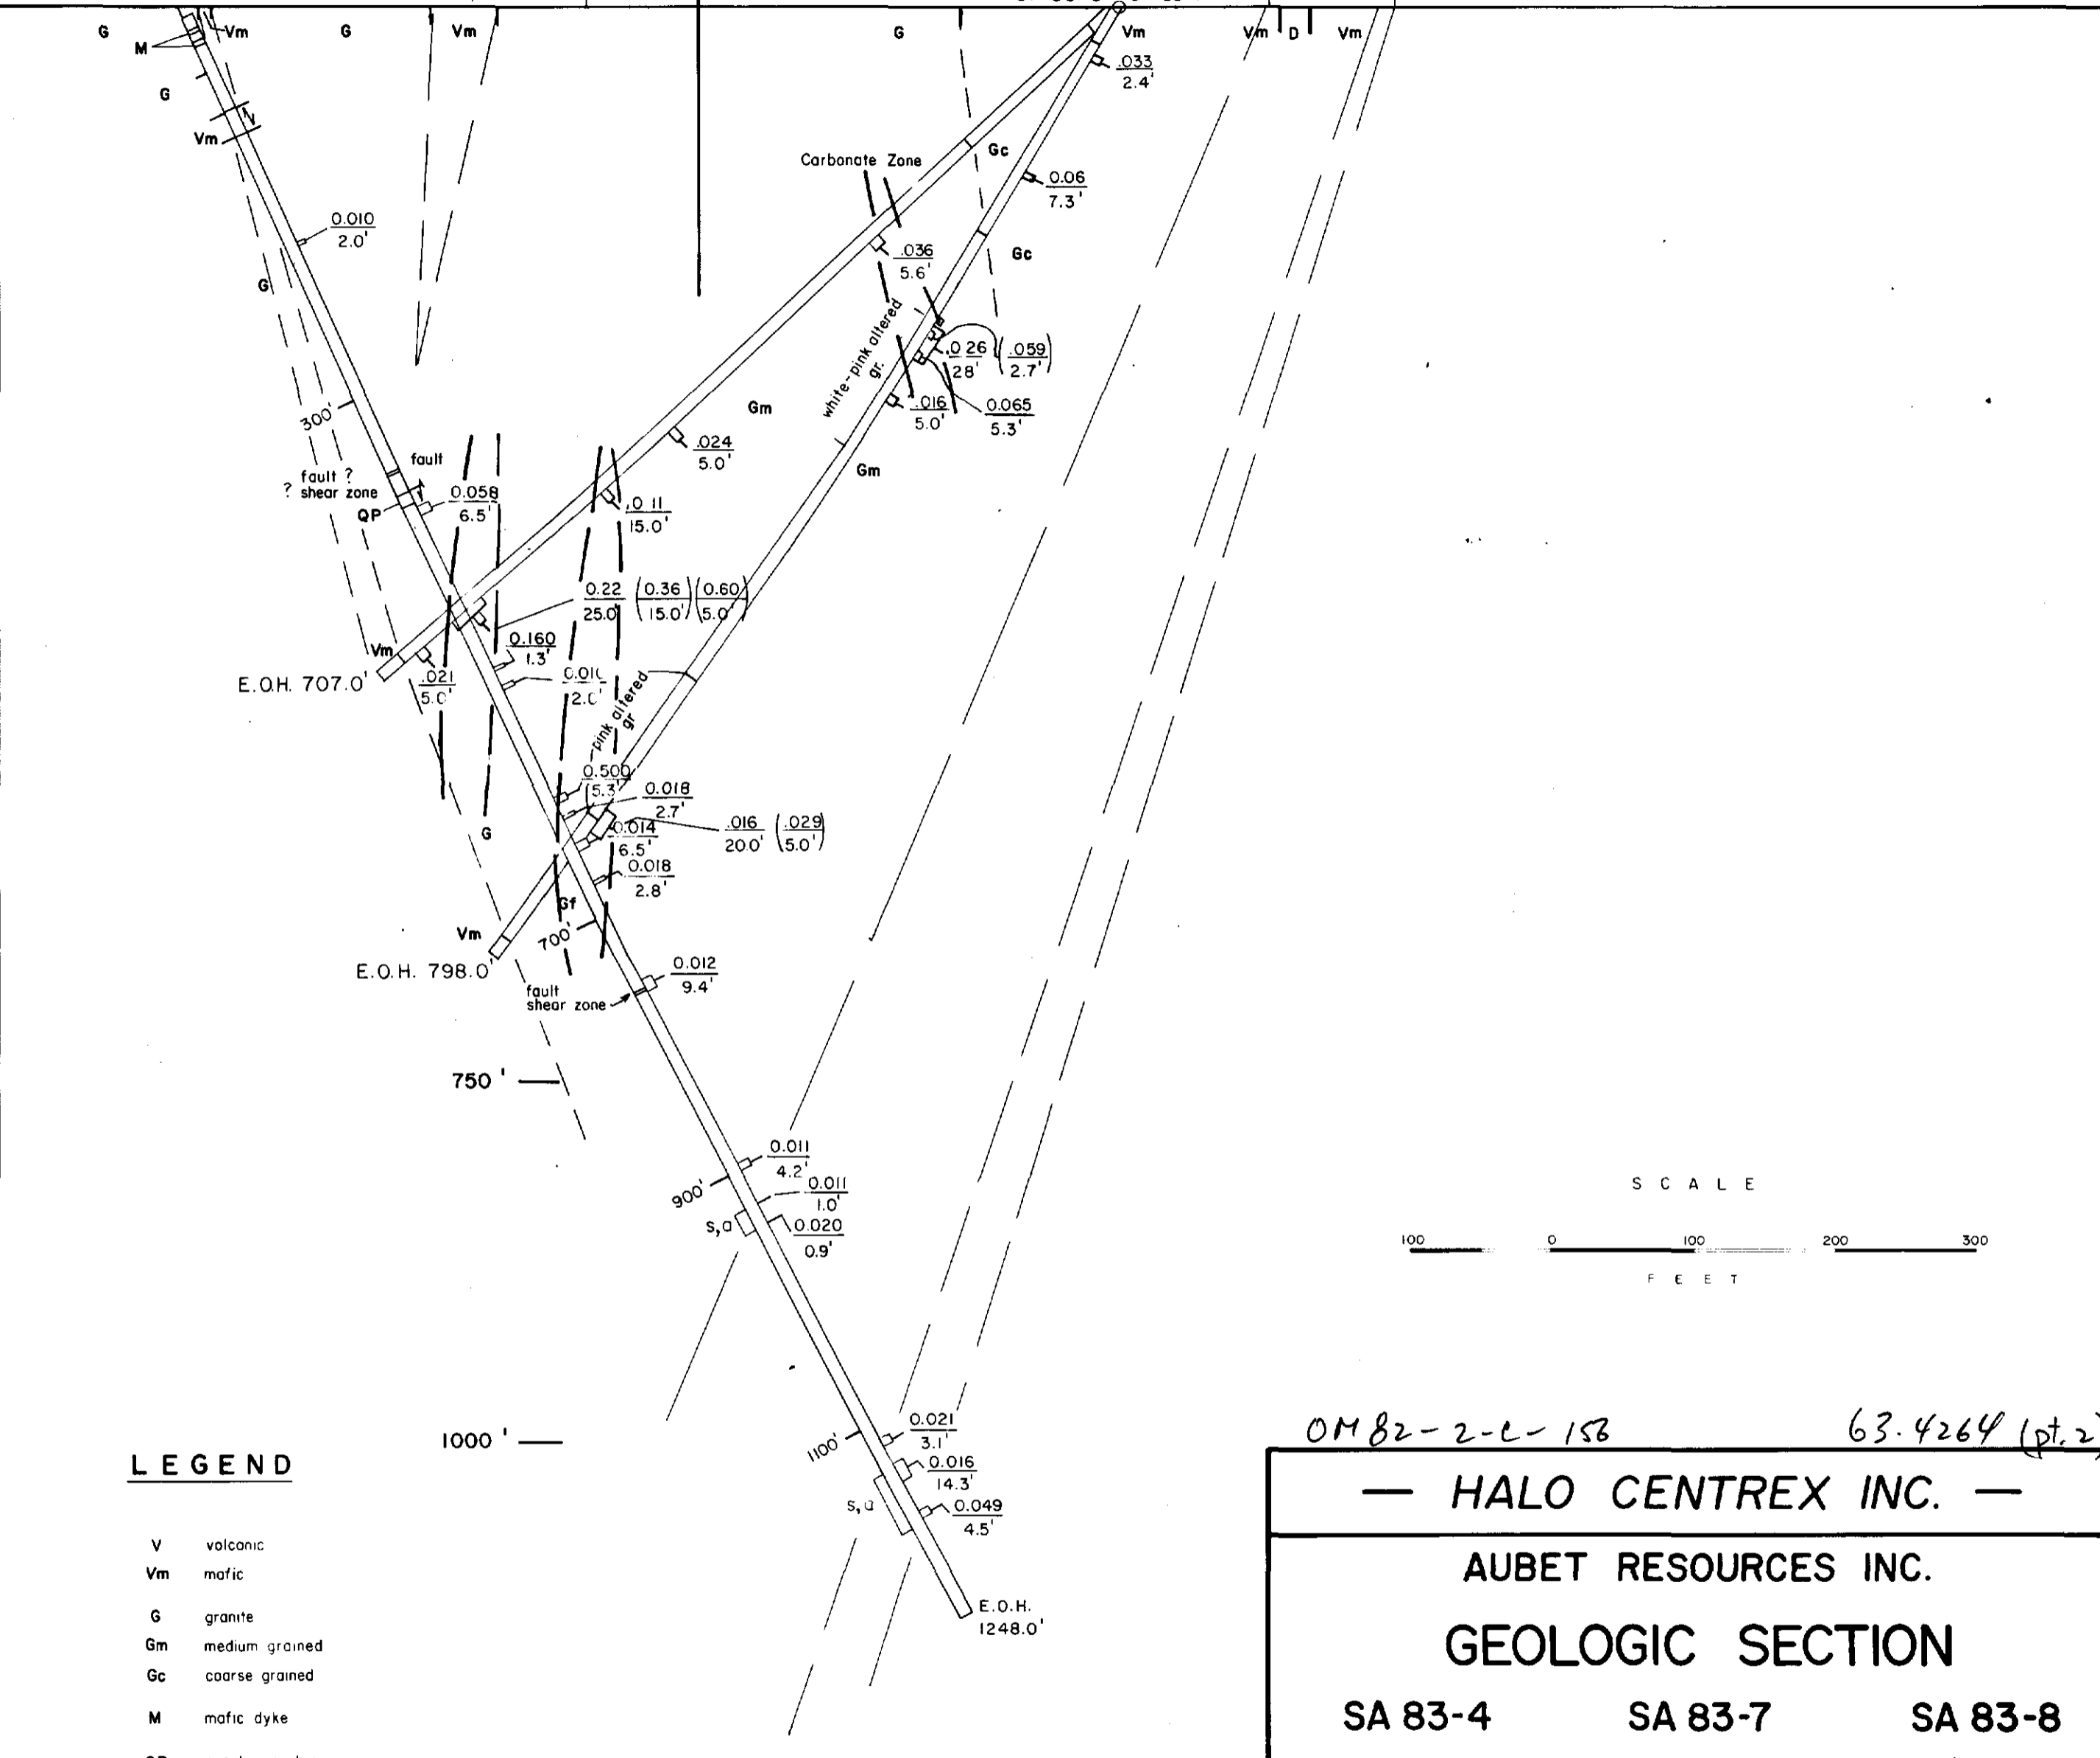 G
M
Vm
G
Vm
G
Vm
Vm
D
Vm
.033
2.4'
G
Vm
Carbonate Zone
Gc
0.06
7.3'
0.010
2.0'
.036
5.6'
Gc
G
white-pink altered
gr.
.026
28'
(.059
2.7')
.016
5.0'
0.065
5.3'
Gm
300'
.024
5.0'
Gm
fault
fault ?
? shear zone
QP
0.058
6.5'
.011
15.0'
0.22
25.0'
(0.36
15.0')
(0.60
5.0')
Vm
0.160
1.3'
E.O.H. 707.0'
.021
5.0'
2.0'
pink altered
gr
0.500
5.3'
0.018
2.7'
G
0.014
6.5'
.016
20.0'
(.029
5.0')
0.018
2.8'
Gf
Vm
700'
E.O.H. 798.0'
0.012
9.4'
fault
shear zone
750'
0.011
4.2'
900'
0.011
1.0'
s,a
0.020
0.9'
SCALE
100 0 100 200 300
FEET
1000'
1100'
0.021
3.1'
0.016
14.3'
s,a
0.049
4.5'
E.O.H.
1248.0'
LEGEND
V volcanic
Vm mafic
G granite
Gm medium grained
Gc coarse grained
M mafic dyke
OM82-2-C-156
63.4264 (pt.2)
— HALO CENTREX INC. —
AUBET RESOURCES INC.
GEOLOGIC SECTION
SA 83-4 SA 83-7 SA 83-8